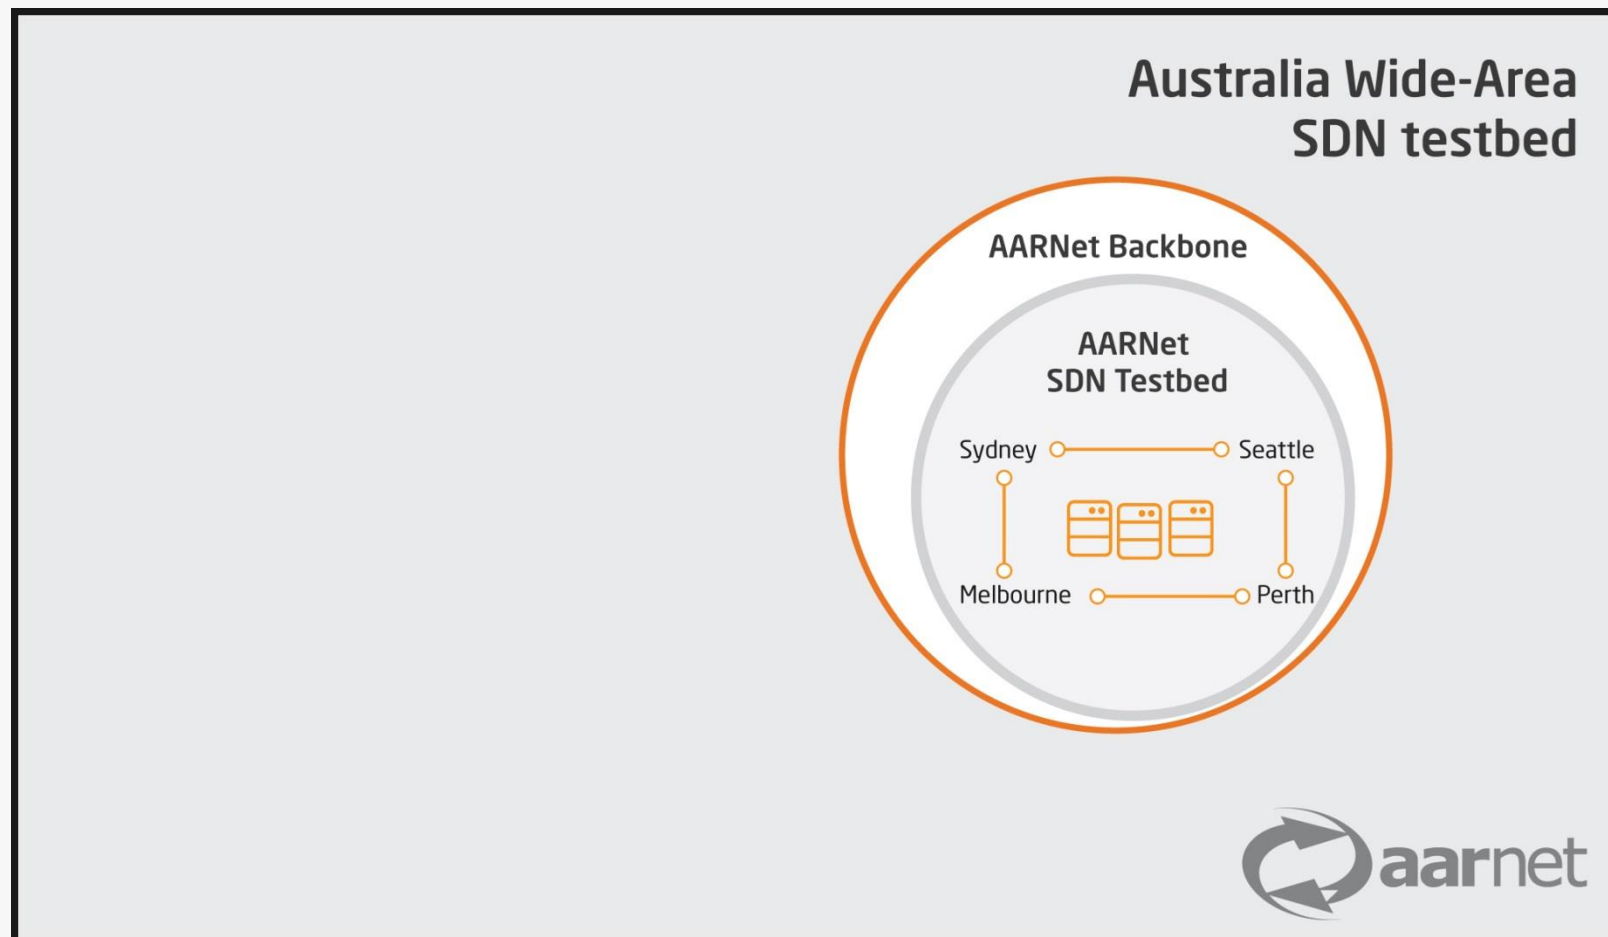 Australia Wide-Area
SDN testbed
AARNet Backbone
AARNet
SDN Testbed
Sydney Seattle
Melbourne Perth
aarnet